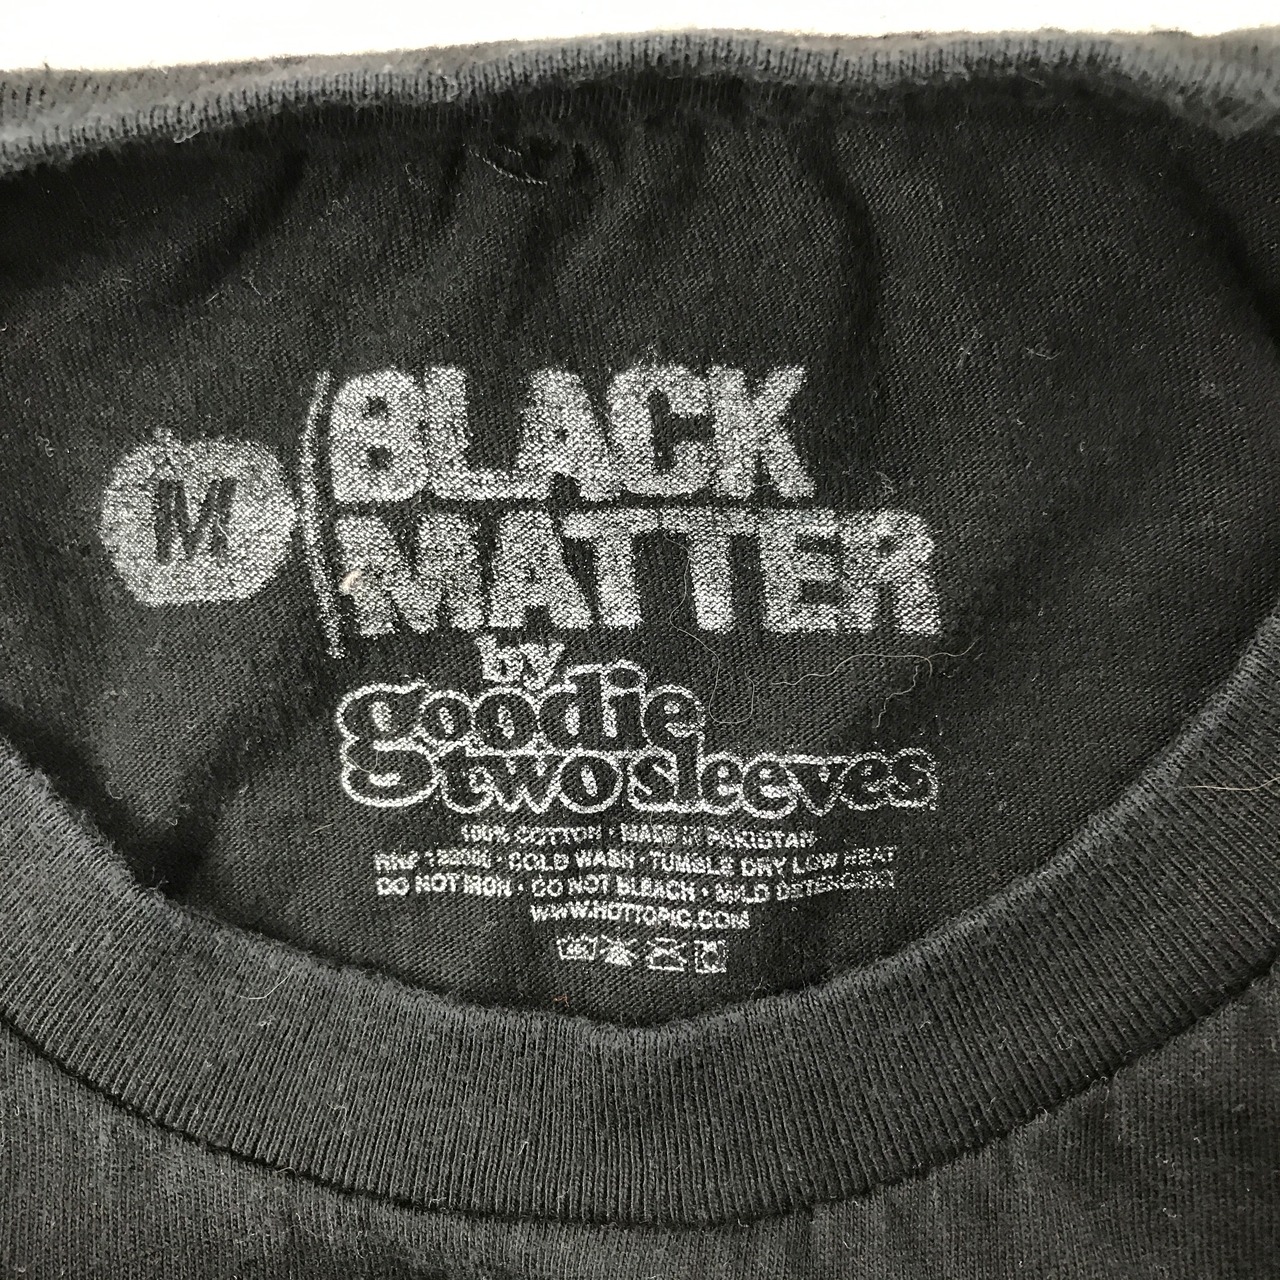 M
BLACK
MATTER
by
goodie
two sleeves
100% COTTON · MADE IN PAKISTAN
COLD WASH · TUMBLE DRY LOW HEAT
DO NOT IRON · DO NOT BLEACH · MILD DETERGENT
WWW.HOTTOPIC.COM